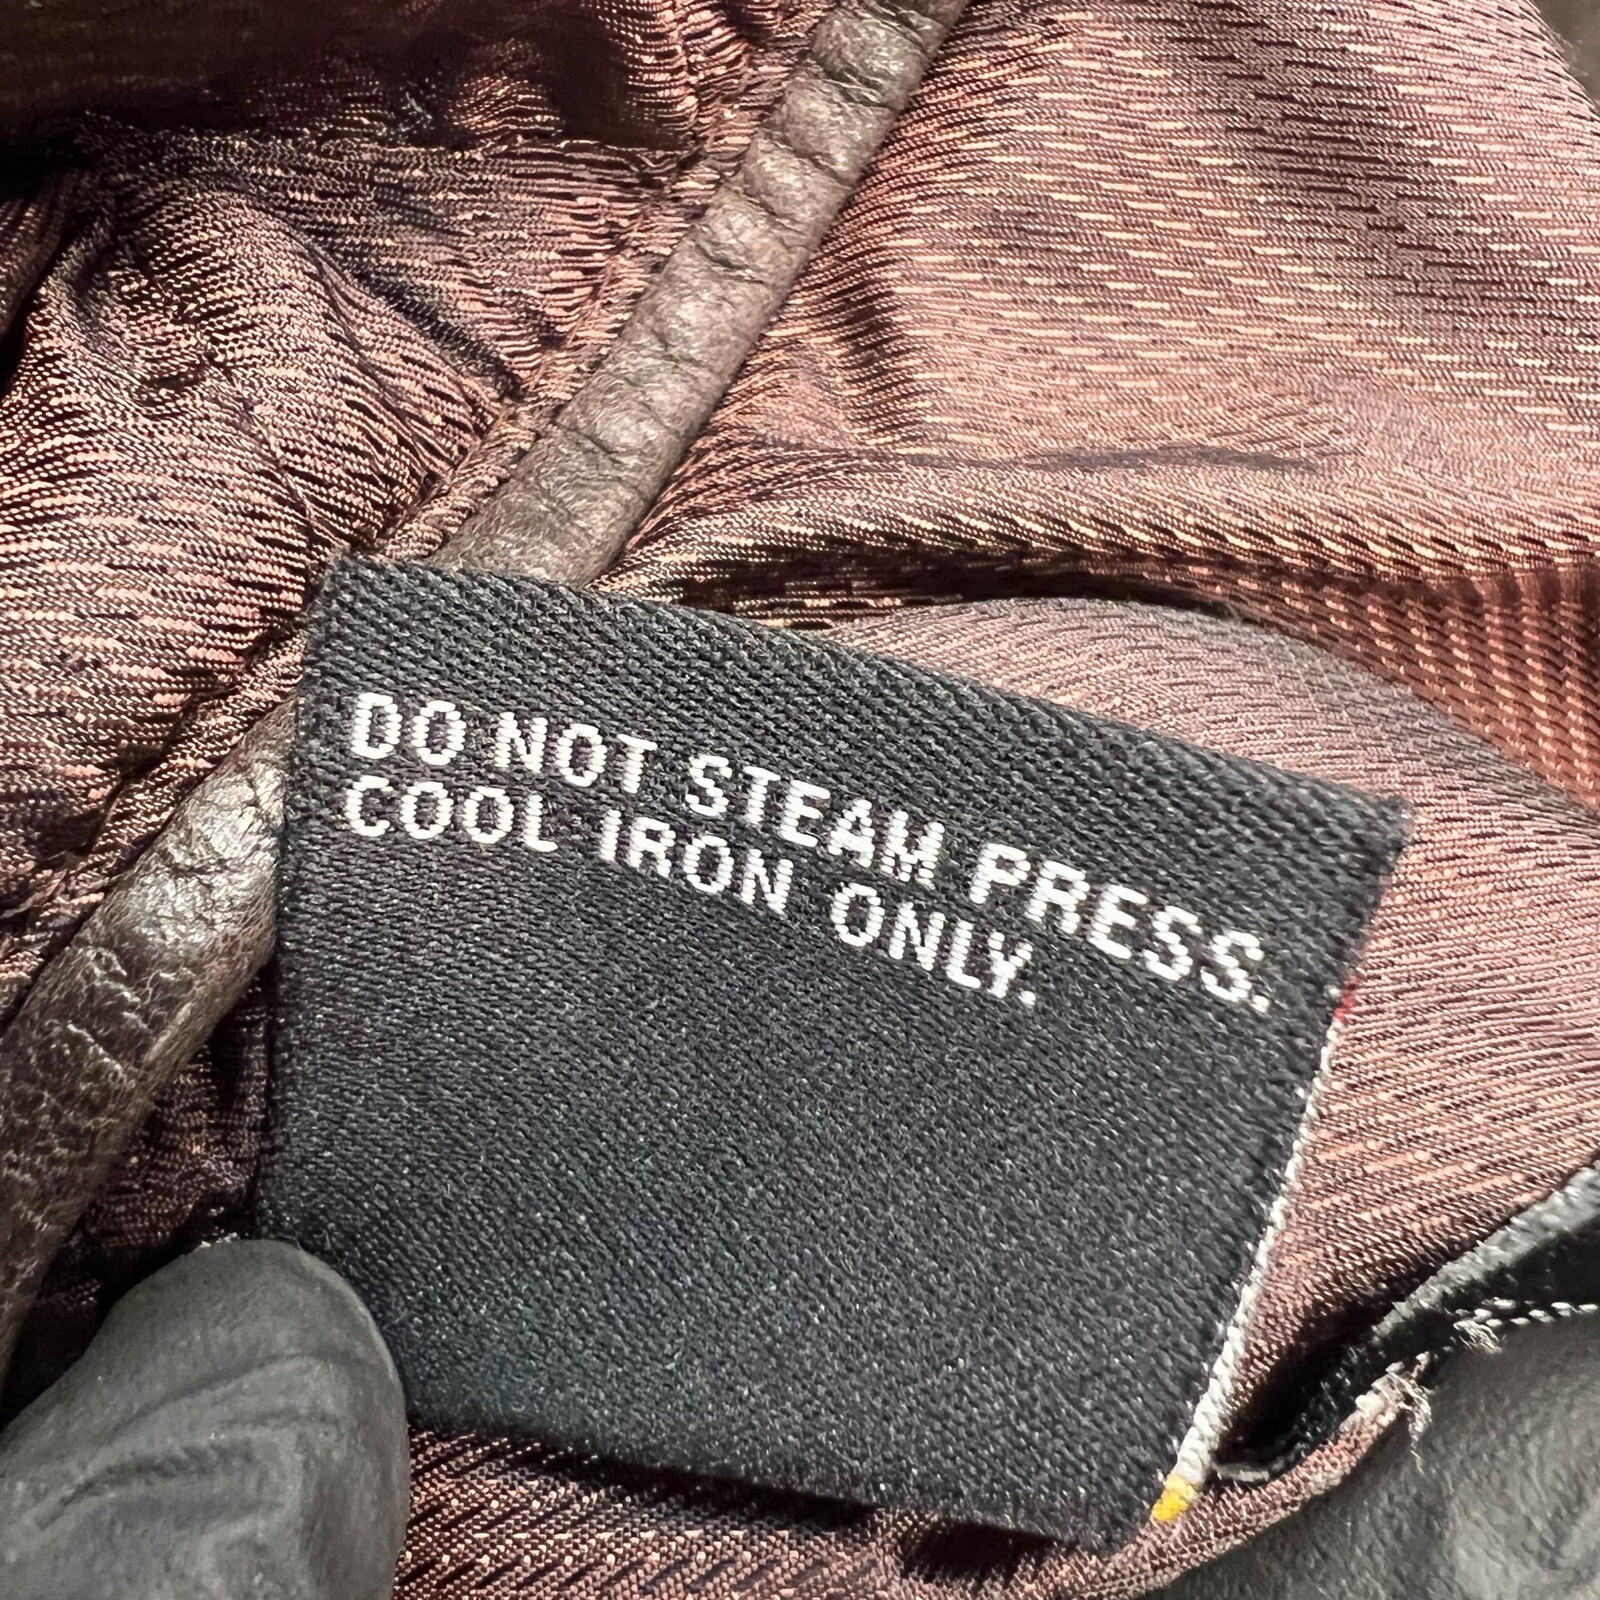 DO NOT STEAM PRESS.
COOL IRON ONLY.